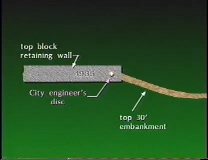 top block
retaining wall
1935
City engineer's
disc
top 30'
embankment